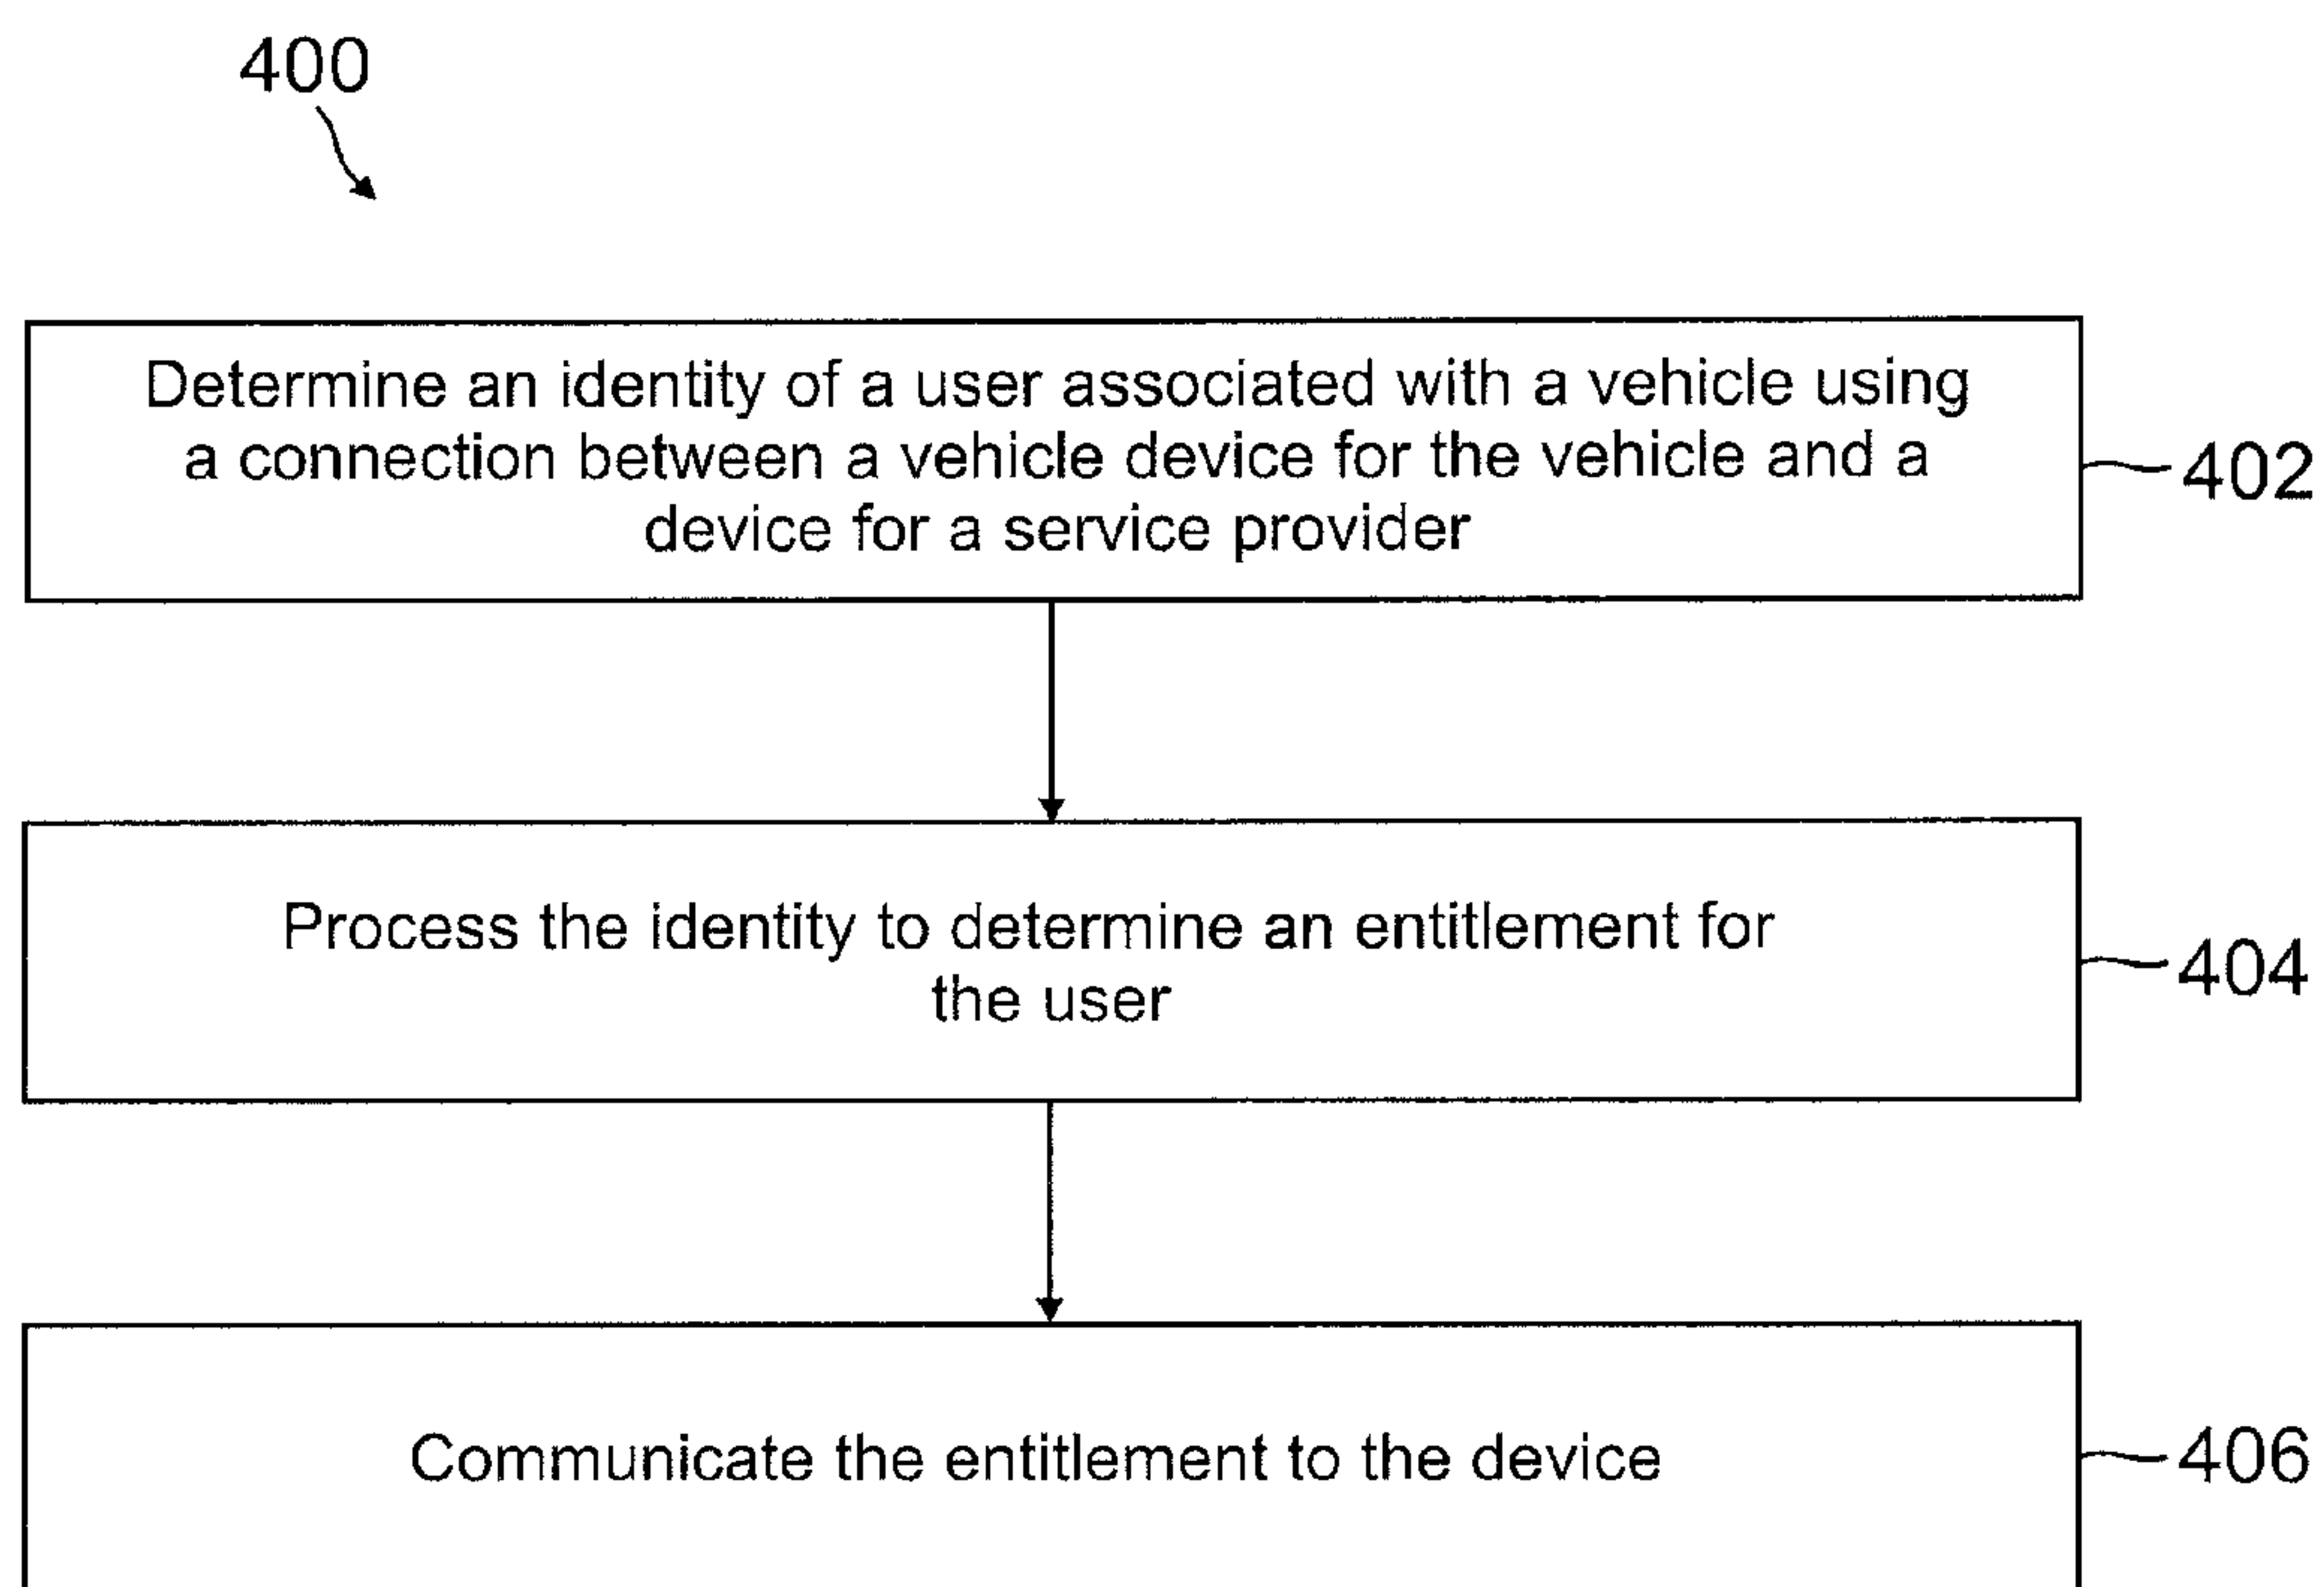 400
Determine an identity of a user associated with a vehicle using
a connection between a vehicle device for the vehicle and a
device for a service provider
402
Process the identity to determine an entitlement for
the user
404
Communicate the entitlement to the device
406